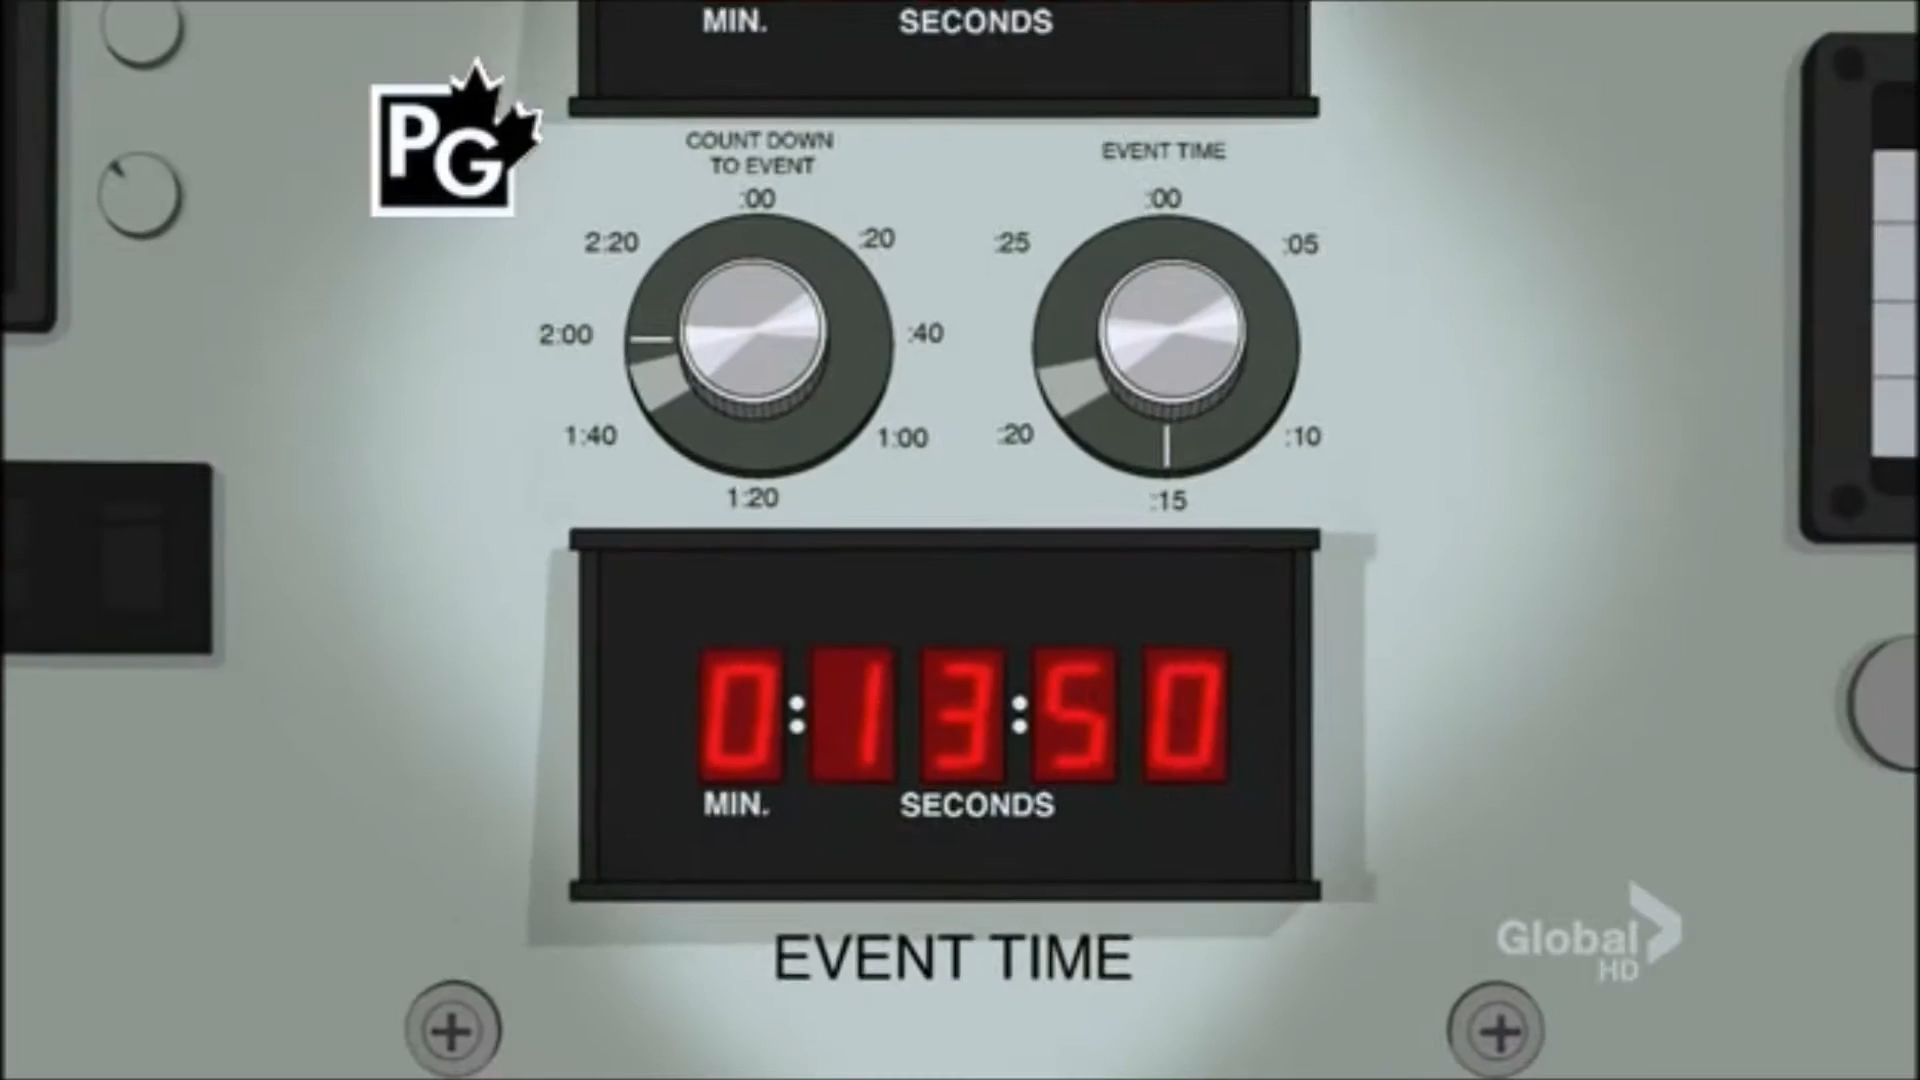 MIN. SECONDS
PG
COUNT DOWN
TO EVENT
:00
:20
:40
1:00
1:20
1:40
2:00
2:20
EVENT TIME
:00
:05
:10
:15
:20
:25
0:13:50
MIN. SECONDS
EVENT TIME
Global
HD